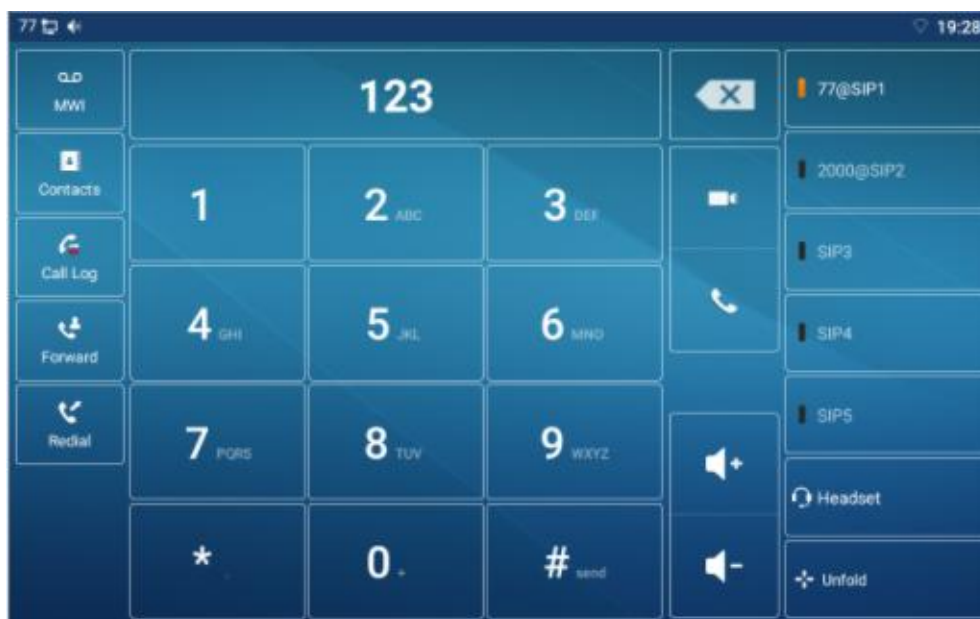 77
19:28
MWI
Contacts
Call Log
Forward
Redial
123
1
2 ABC
3 DEF
4 GHI
5 JKL
6 MNO
7 PQRS
8 TUV
9 WXYZ
*
0 +
# send
77@SIP1
2000@SIP2
SIP3
SIP4
SIP5
Headset
Unfold